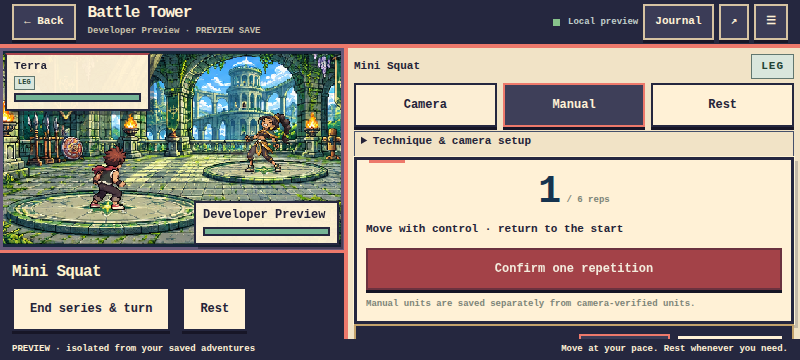 ← Back
Battle Tower
Developer Preview · PREVIEW SAVE
Local preview
Journal
↗
☰
Terra
LEG
Developer Preview
Mini Squat
End series & turn
Rest
Mini Squat
LEG
Camera
Manual
Rest
▶ Technique & camera setup
1 / 6 reps
Move with control · return to the start
Confirm one repetition
Manual units are saved separately from camera-verified units.
PREVIEW · isolated from your saved adventures
Move at your pace. Rest whenever you need.